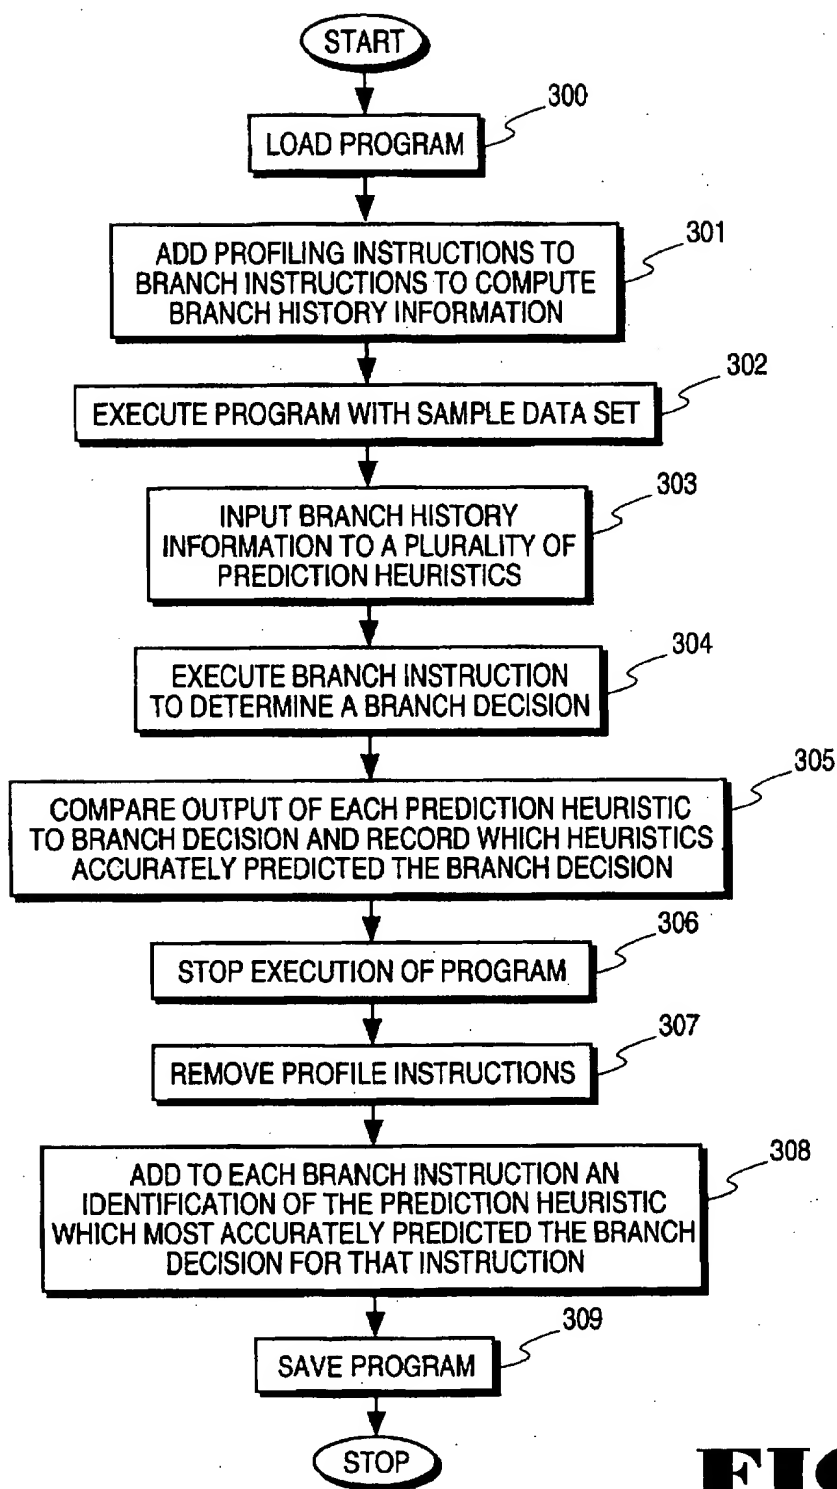 START
300
LOAD PROGRAM
301
ADD PROFILING INSTRUCTIONS TO
BRANCH INSTRUCTIONS TO COMPUTE
BRANCH HISTORY INFORMATION
302
EXECUTE PROGRAM WITH SAMPLE DATA SET
303
INPUT BRANCH HISTORY
INFORMATION TO A PLURALITY OF
PREDICTION HEURISTICS
304
EXECUTE BRANCH INSTRUCTION
TO DETERMINE A BRANCH DECISION
305
COMPARE OUTPUT OF EACH PREDICTION HEURISTIC
TO BRANCH DECISION AND RECORD WHICH HEURISTICS
ACCURATELY PREDICTED THE BRANCH DECISION
306
STOP EXECUTION OF PROGRAM
307
REMOVE PROFILE INSTRUCTIONS
308
ADD TO EACH BRANCH INSTRUCTION AN
IDENTIFICATION OF THE PREDICTION HEURISTIC
WHICH MOST ACCURATELY PREDICTED THE BRANCH
DECISION FOR THAT INSTRUCTION
309
SAVE PROGRAM
STOP